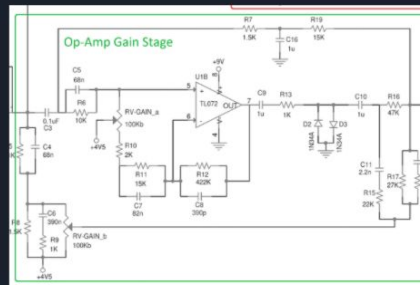 Op-Amp Gain Stage
R7
1.5K
R19
15K
C16
1u
+9V
C5
68n
U1B
TL072
OUT
5
6
7
8
4
R6
10K
C3
0.1uF
RV-GAIN_a
100Kb
+4V5
C9
1u
R13
1K
C10
1u
R16
47K
D2
1N34A
D3
1N34A
C4
68n
R10
2K
R11
15K
C7
82n
R12
422K
C8
390p
C11
2.2n
R15
22K
R17
27K
C6
390n
R9
1K
1.5K
RV-GAIN_b
100Kb
+4V5